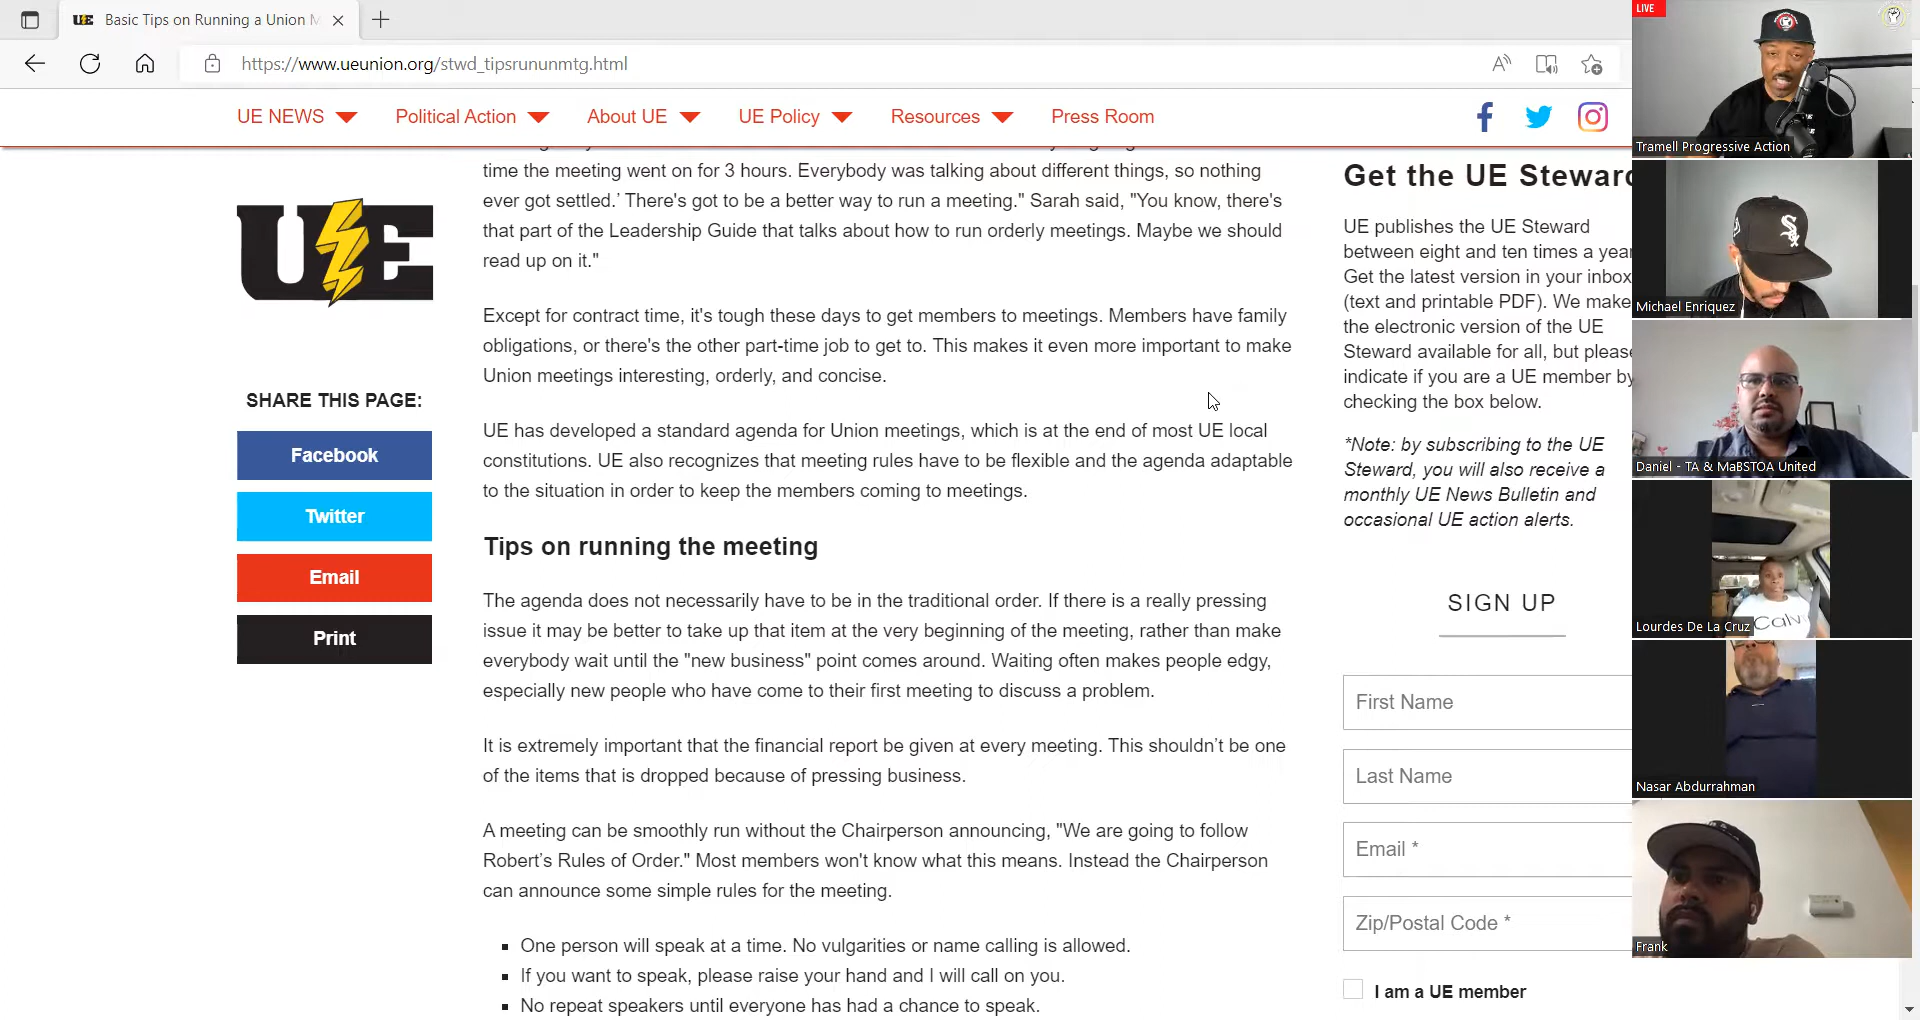 Basic Tips on Running a Union M
https://www.ueunion.org/stwd_tipsrununmtg.html
UE NEWS
Political Action
About UE
UE Policy
Resources
Press Room
UE
SHARE THIS PAGE:
Facebook
Twitter
Email
Print
time the meeting went on for 3 hours. Everybody was talking about different things, so nothing
ever got settled.' There's got to be a better way to run a meeting." Sarah said, "You know, there's
that part of the Leadership Guide that talks about how to run orderly meetings. Maybe we should
read up on it."
Except for contract time, it's tough these days to get members to meetings. Members have family
obligations, or there's the other part-time job to get to. This makes it even more important to make
Union meetings interesting, orderly, and concise.
UE has developed a standard agenda for Union meetings, which is at the end of most UE local
constitutions. UE also recognizes that meeting rules have to be flexible and the agenda adaptable
to the situation in order to keep the members coming to meetings.
Tips on running the meeting
The agenda does not necessarily have to be in the traditional order. If there is a really pressing
issue it may be better to take up that item at the very beginning of the meeting, rather than make
everybody wait until the "new business" point comes around. Waiting often makes people edgy,
especially new people who have come to their first meeting to discuss a problem.
It is extremely important that the financial report be given at every meeting. This shouldn't be one
of the items that is dropped because of pressing business.
A meeting can be smoothly run without the Chairperson announcing, "We are going to follow
Robert's Rules of Order." Most members won't know what this means. Instead the Chairperson
can announce some simple rules for the meeting.
One person will speak at a time. No vulgarities or name calling is allowed.
If you want to speak, please raise your hand and I will call on you.
No repeat speakers until everyone has had a chance to speak.
Get the UE Steward
UE publishes the UE Steward
between eight and ten times a year
Get the latest version in your inbox
(text and printable PDF). We make
the electronic version of the UE
Steward available for all, but please
indicate if you are a UE member by
checking the box below.
*Note: by subscribing to the UE
Steward, you will also receive a
monthly UE News Bulletin and
occasional UE action alerts.
SIGN UP
First Name
Last Name
Email *
Zip/Postal Code *
I am a UE member
LIVE
Tramell Progressive Action
Michael Enriquez
Daniel - TA & MaBSTOA United
Calv
Lourdes De La Cruz
Nasar Abdurrahman
Frank